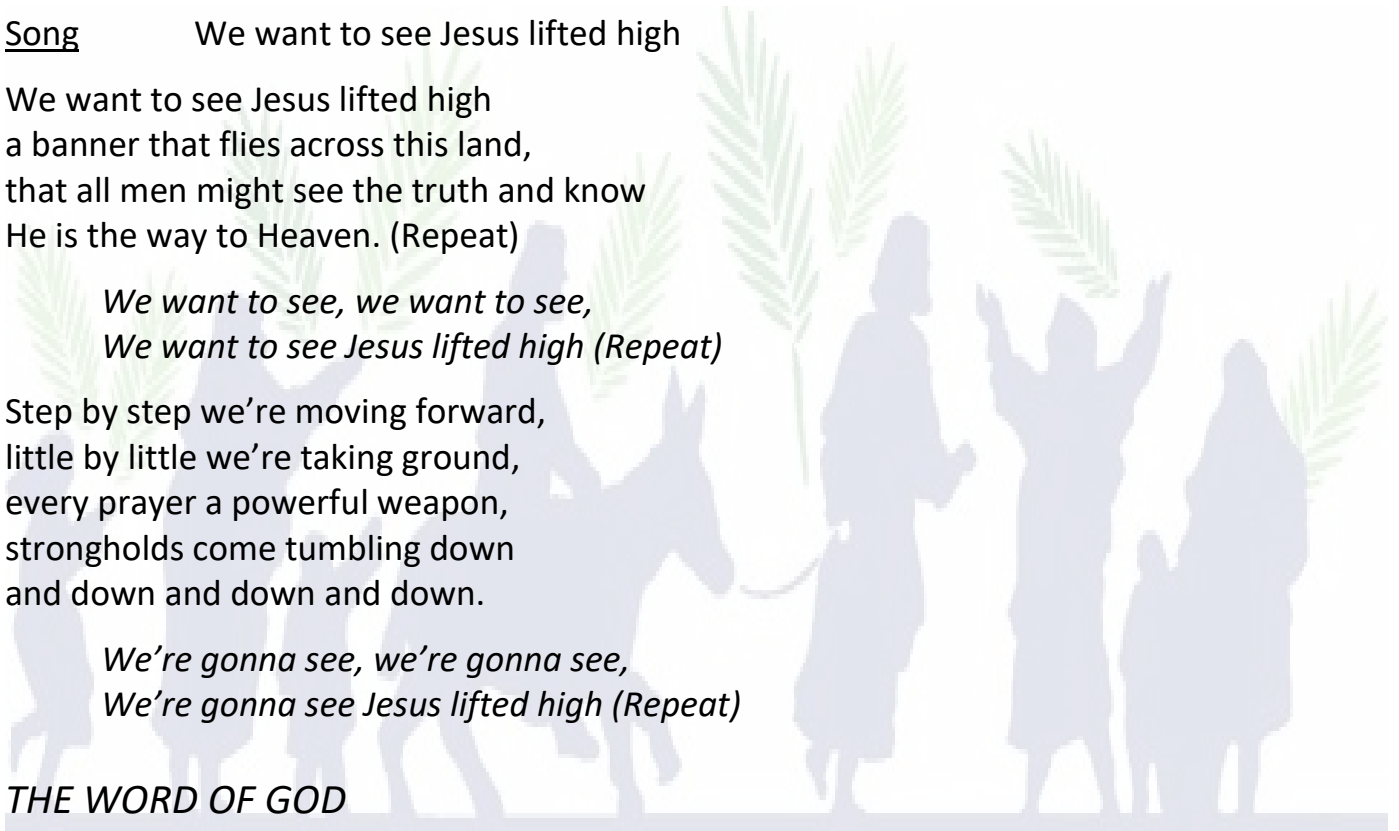 Song We want to see Jesus lifted high
We want to see Jesus lifted high
a banner that flies across this land,
that all men might see the truth and know
He is the way to Heaven. (Repeat)
We want to see, we want to see,
We want to see Jesus lifted high (Repeat)
Step by step we’re moving forward,
little by little we’re taking ground,
every prayer a powerful weapon,
strongholds come tumbling down
and down and down and down.
We’re gonna see, we’re gonna see,
We’re gonna see Jesus lifted high (Repeat)
THE WORD OF GOD